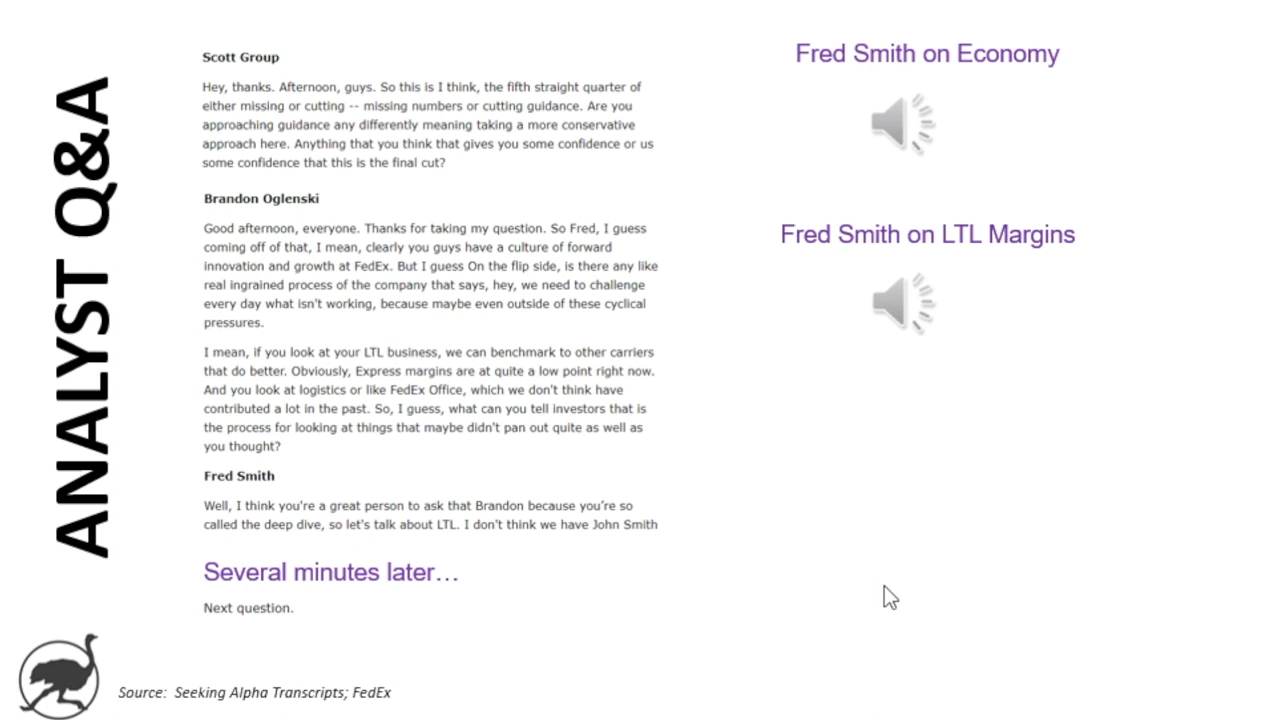 ANALYST Q&A
Scott Group
Hey, thanks. Afternoon, guys. So this is I think, the fifth straight quarter of
either missing or cutting -- missing numbers or cutting guidance. Are you
approaching guidance any differently meaning taking a more conservative
approach here. Anything that you think that gives you some confidence or us
some confidence that this is the final cut?
Brandon Oglenski
Good afternoon, everyone. Thanks for taking my question. So Fred, I guess
coming off of that, I mean, clearly you guys have a culture of forward
innovation and growth at FedEx. But I guess On the flip side, is there any like
real ingrained process of the company that says, hey, we need to challenge
every day what isn't working, because maybe even outside of these cyclical
pressures.
I mean, if you look at your LTL business, we can benchmark to other carriers
that do better. Obviously, Express margins are at quite a low point right now.
And you look at logistics or like FedEx Office, which we don't think have
contributed a lot in the past. So, I guess, what can you tell investors that is
the process for looking at things that maybe didn't pan out quite as well as
you thought?
Fred Smith
Well, I think you're a great person to ask that Brandon because you're so
called the deep dive, so let's talk about LTL. I don't think we have John Smith
Several minutes later…
Next question.
Fred Smith on Economy
Fred Smith on LTL Margins
Source: Seeking Alpha Transcripts; FedEx